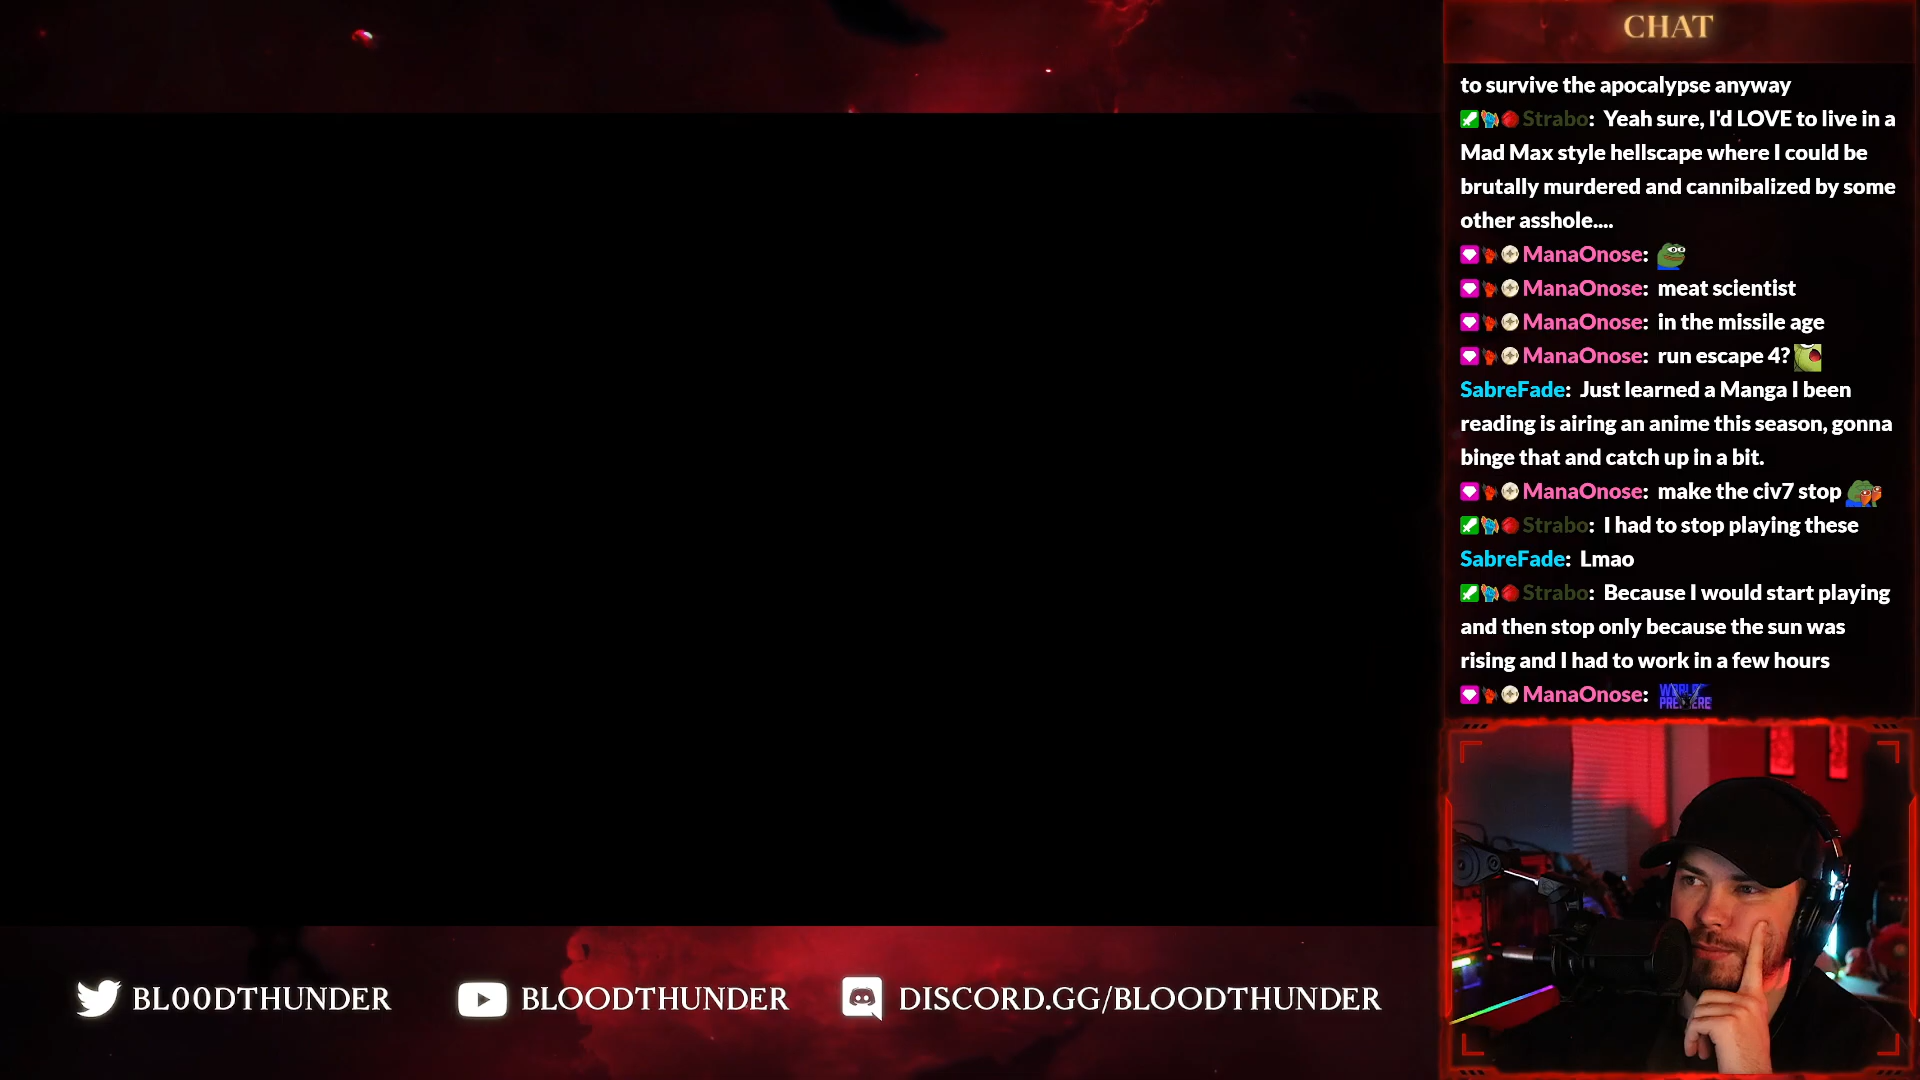 CHAT
to survive the apocalypse anyway
Strabo: Yeah sure, I'd LOVE to live in a
Mad Max style hellscape where I could be
brutally murdered and cannibalized by some
other asshole....
ManaOnose:
ManaOnose: meat scientist
ManaOnose: in the missile age
ManaOnose: run escape 4?
SabreFade: Just learned a Manga I been
reading is airing an anime this season, gonna
binge that and catch up in a bit.
ManaOnose: make the civ7 stop
Strabo: I had to stop playing these
SabreFade: Lmao
Strabo: Because I would start playing
and then stop only because the sun was
rising and I had to work in a few hours
ManaOnose: WORLD PREMIERE
BL00DTHUNDER
BLOODTHUNDER
DISCORD.GG/BLOODTHUNDER